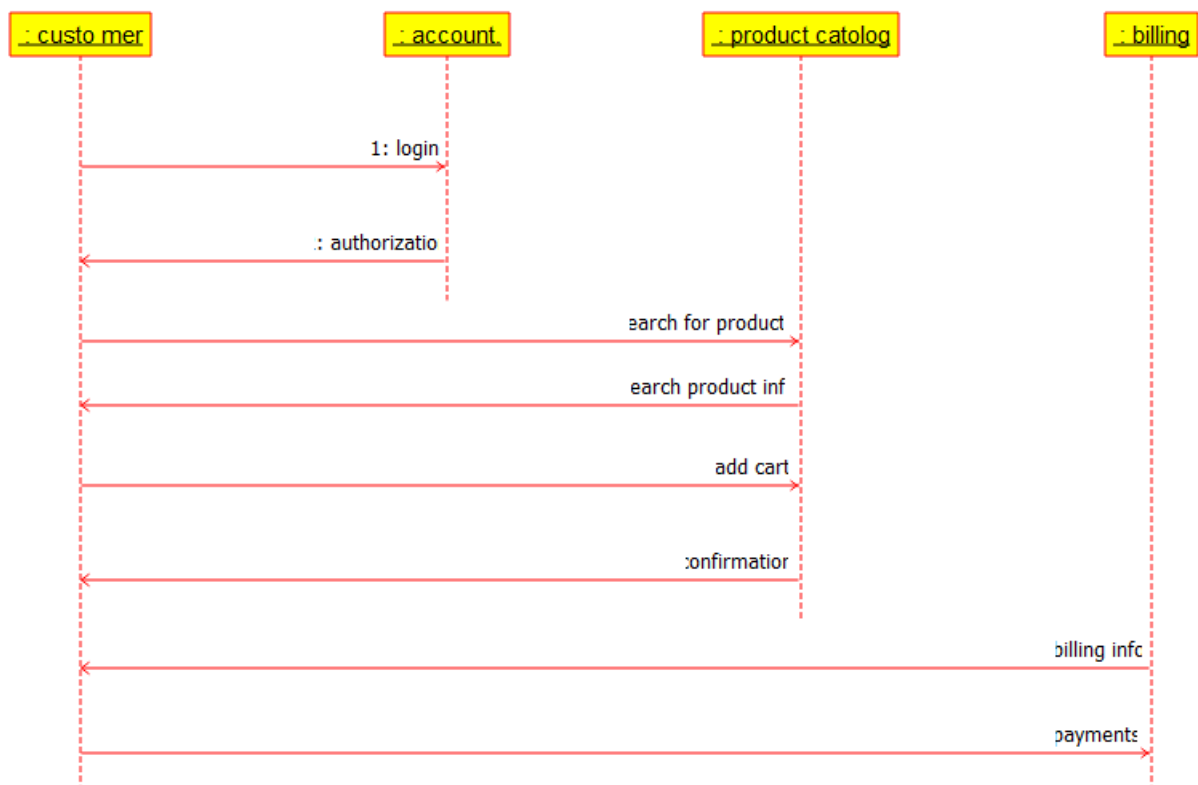 : custo mer
: account.
: product catolog
: billing
1: login
: authorizatio
earch for product
earch product inf
add cart
confirmation
billing info
payments